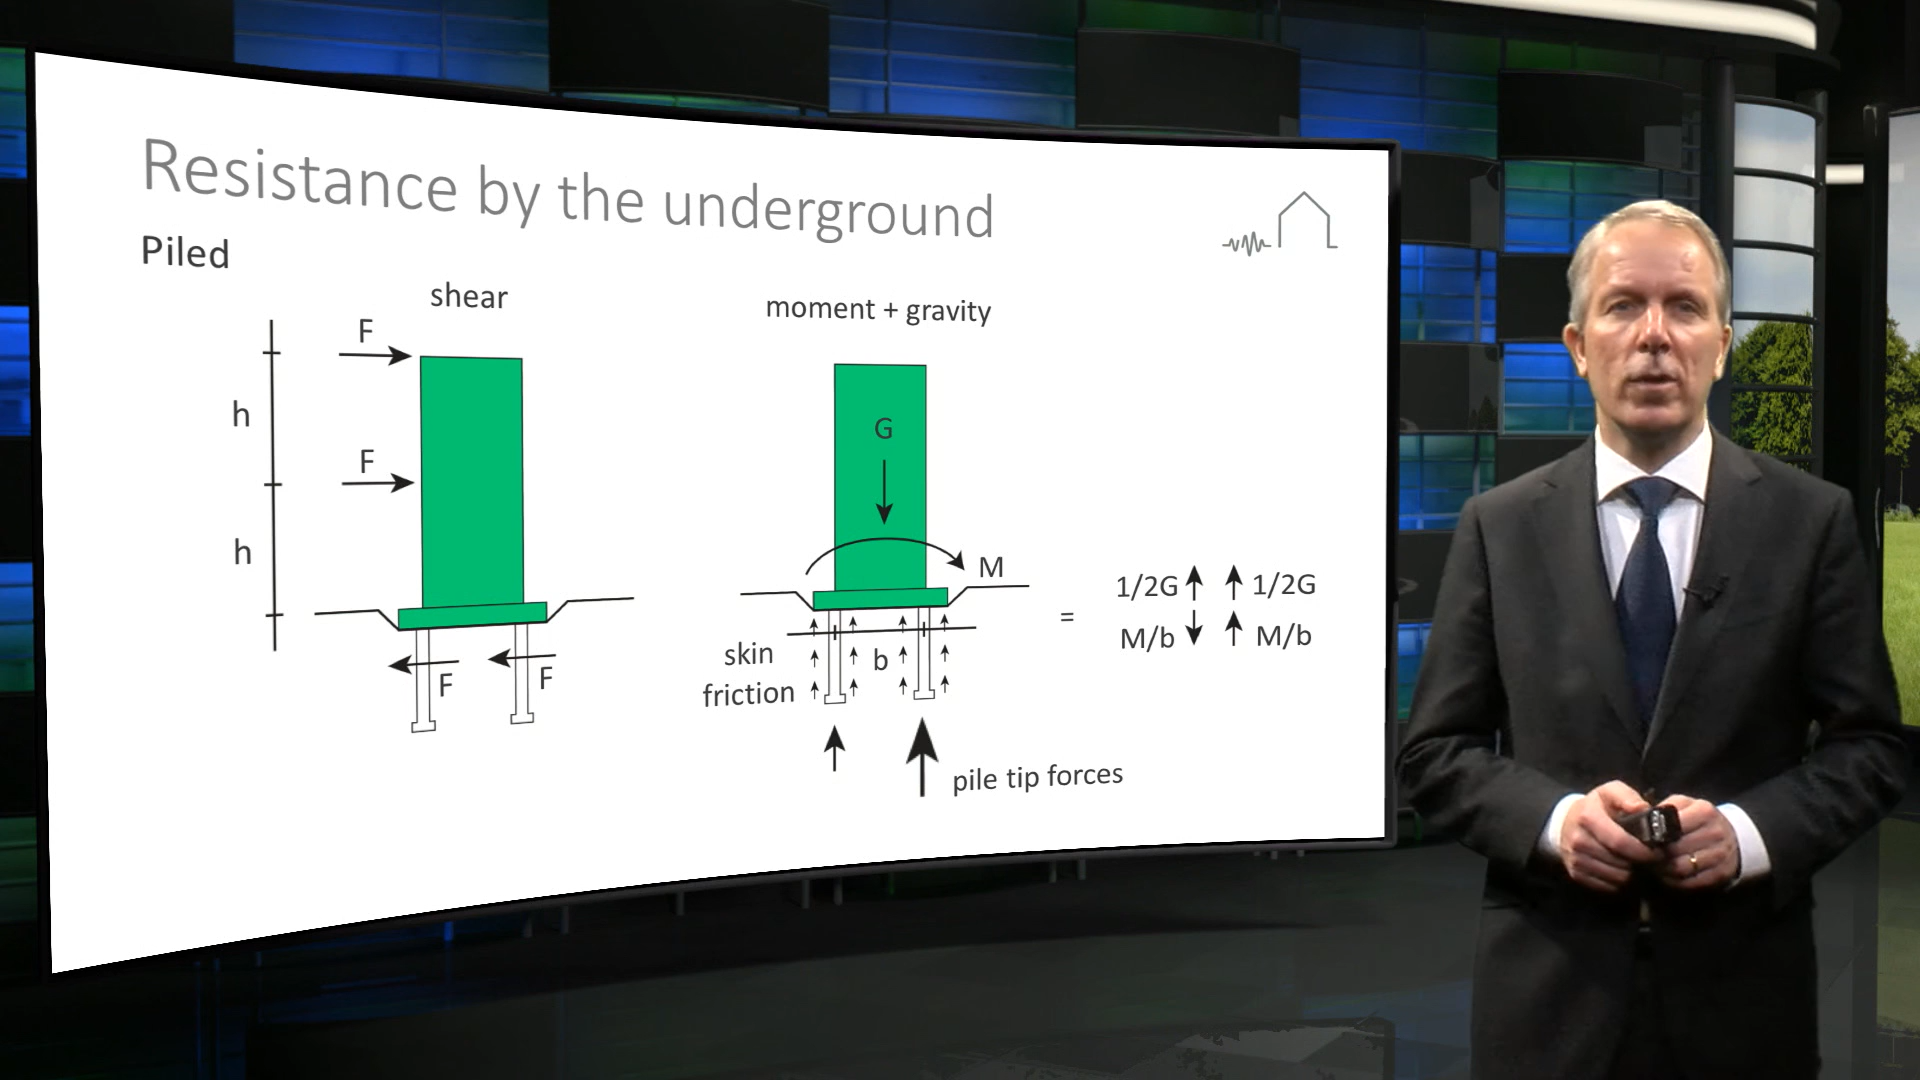 Resistance by the underground
Piled
shear
F
h
F
h
F
F
moment + gravity
G
M
skin
friction
b
pile tip forces
=
1/2G 1/2G
M/b M/b